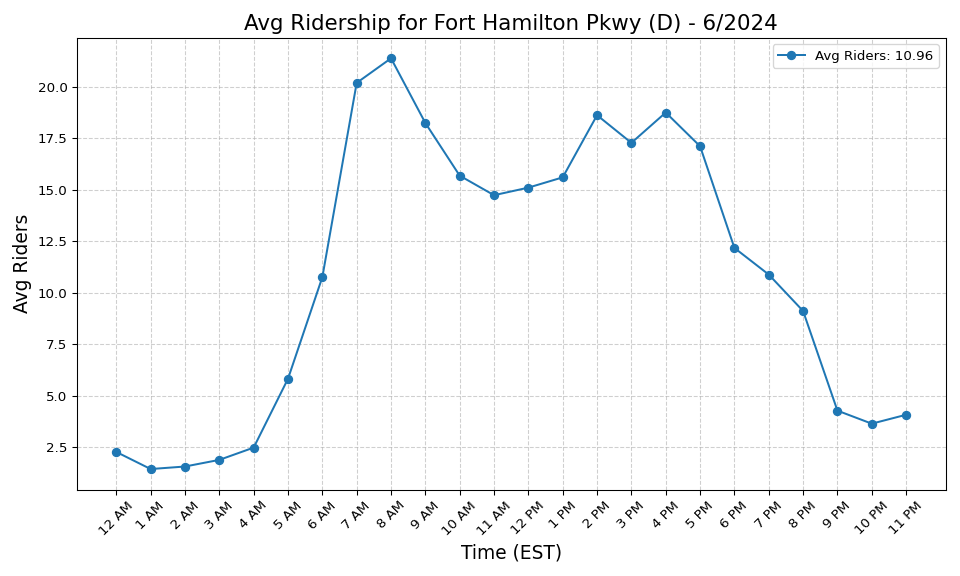 Avg Ridership for Fort Hamilton Pkwy (D) - 6/2024
Avg Riders: 10.96
Avg Riders
20.0
17.5
15.0
12.5
10.0
7.5
5.0
2.5
12 AM
1 AM
2 AM
3 AM
4 AM
5 AM
6 AM
7 AM
8 AM
9 AM
10 AM
11 AM
12 PM
1 PM
2 PM
3 PM
4 PM
5 PM
6 PM
7 PM
8 PM
9 PM
10 PM
11 PM
Time (EST)